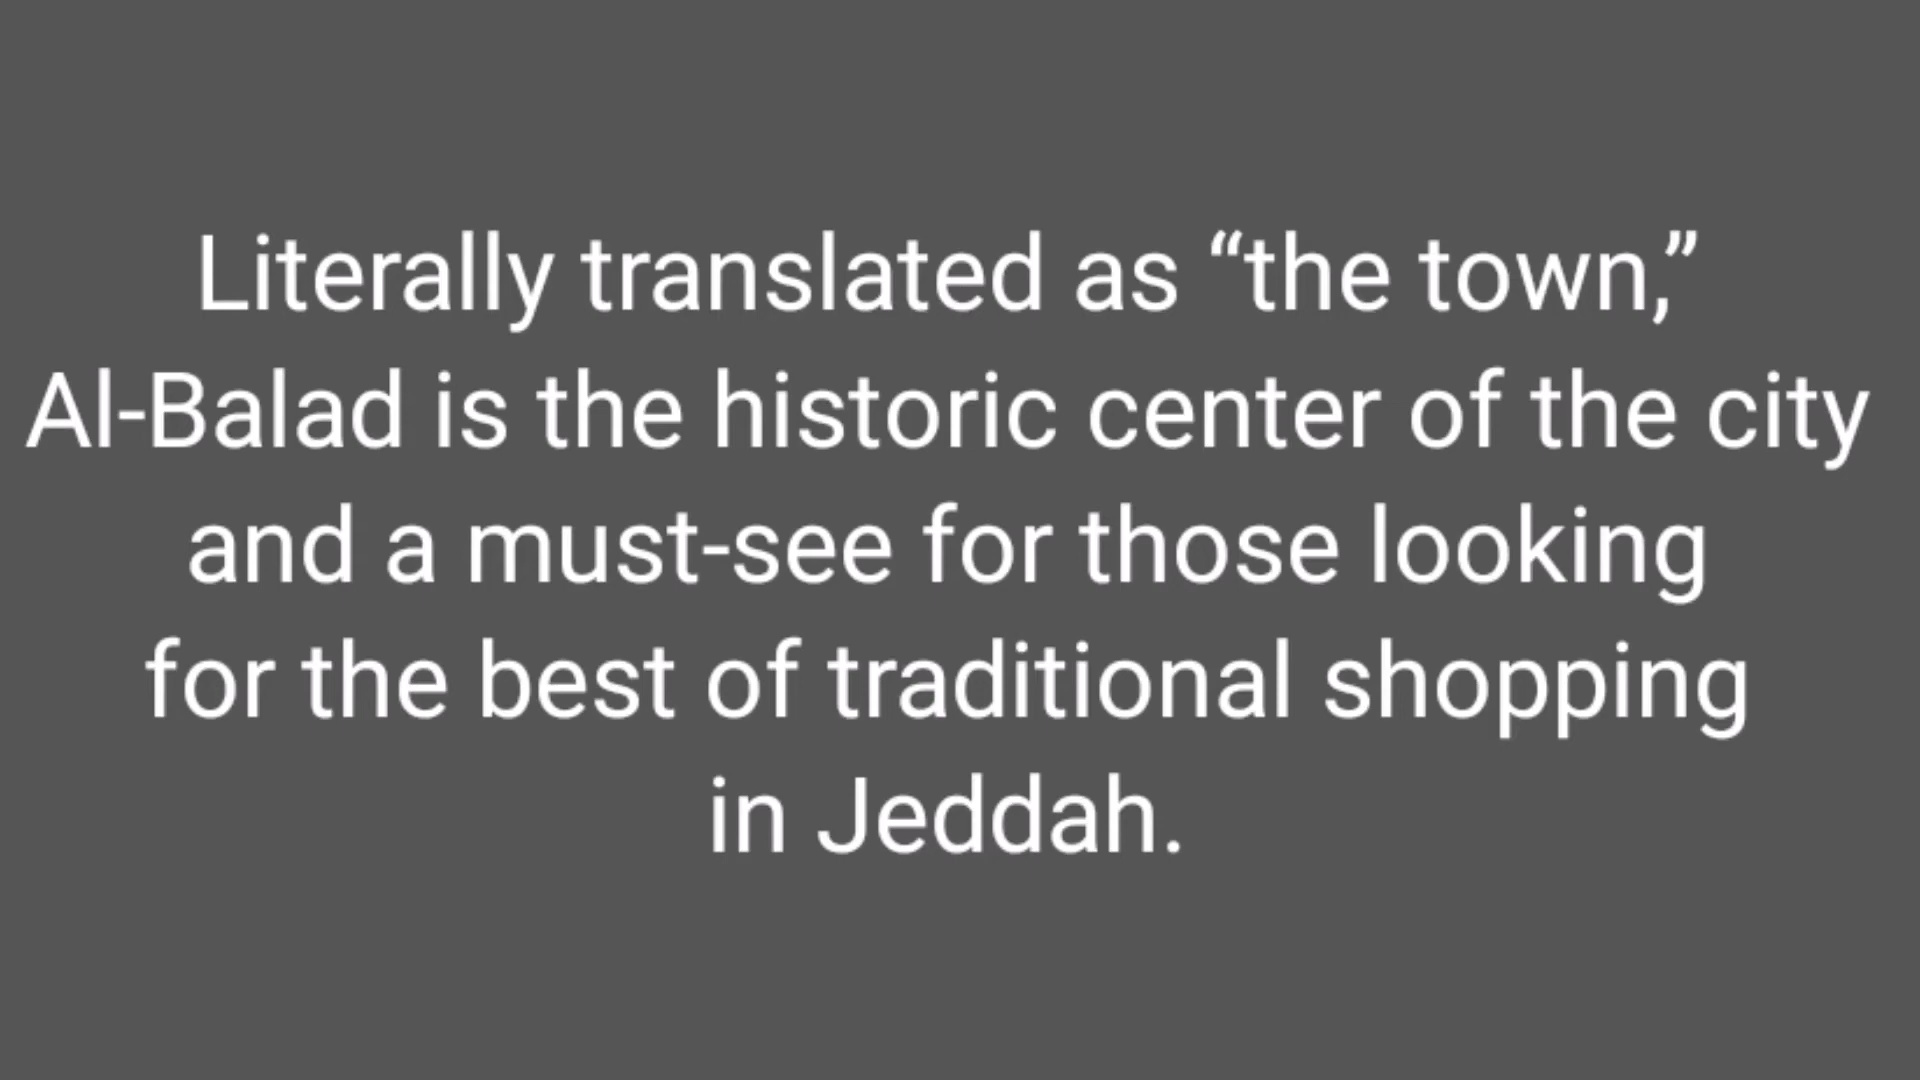 Literally translated as “the town,”
Al-Balad is the historic center of the city
and a must-see for those looking
for the best of traditional shopping
in Jeddah.